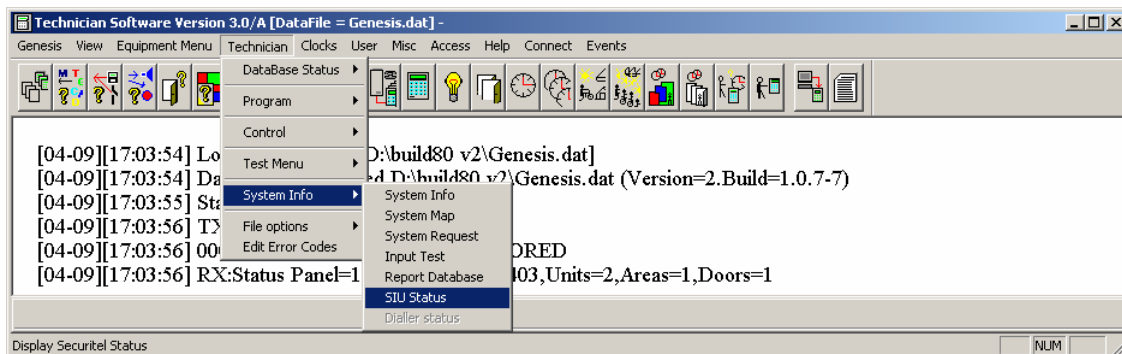 Technician Software Version 3.0/A [DataFile = Genesis.dat] -
Genesis View Equipment Menu Technician Clocks User Misc Access Help Connect Events
DataBase Status
Program
Control
Test Menu
System Info
File options
Edit Error Codes
System Info
System Map
System Request
Input Test
Report Database
SIU Status
Dialler status
[04-09][17:03:54] Lo D:\build80 v2\Genesis.dat]
[04-09][17:03:54] Da ed D:\build80 v2\Genesis.dat (Version=2.Build=1.0.7-7)
[04-09][17:03:55] Sta
[04-09][17:03:56] TX
[04-09][17:03:56] 00 ORED
[04-09][17:03:56] RX:Status Panel=1 03,Units=2,Areas=1,Doors=1
Display Securitel Status
NUM